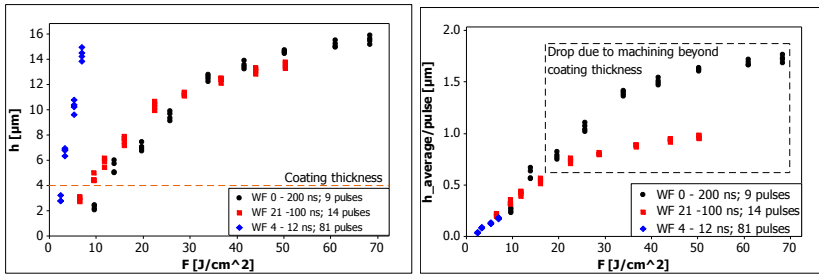 16
14
12
10
8
6
4
2
0
h [µm]
Coating thickness
WF 0 - 200 ns; 9 pulses
WF 21 -100 ns; 14 pulses
WF 4 - 12 ns; 81 pulses
0 10 20 30 40 50 60 70
F [J/cm^2]
2.0
1.5
1.0
0.5
0.0
h_average/pulse [µm]
Drop due to machining beyond
coating thickness
WF 0 - 200 ns; 9 pulses
WF 21 -100 ns; 14 pulses
WF 4 - 12 ns; 81 pulses
0 10 20 30 40 50 60 70
F [J/cm^2]